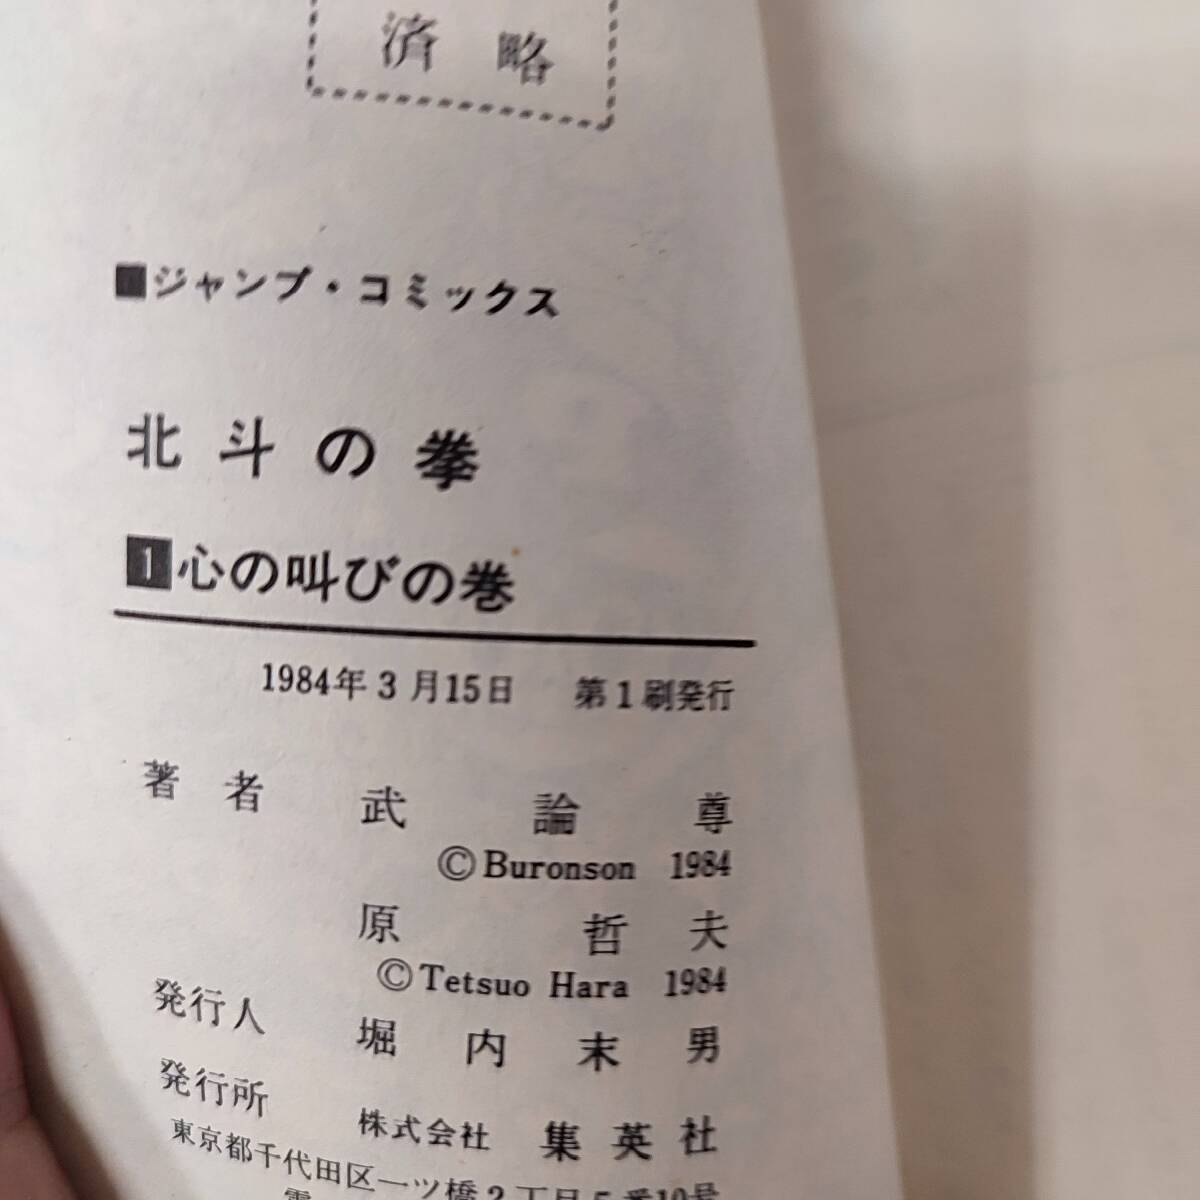 済 略
■ジャンプ・コミックス
北斗の拳
1心の叫びの巻
1984年3月15日 第1刷発行
著者 武論尊
©Buronson 1984
原哲夫
©Tetsuo Hara 1984
発行人 堀内末男
発行所 株式会社 集英社
東京都千代田区一ツ橋2丁目5番10号